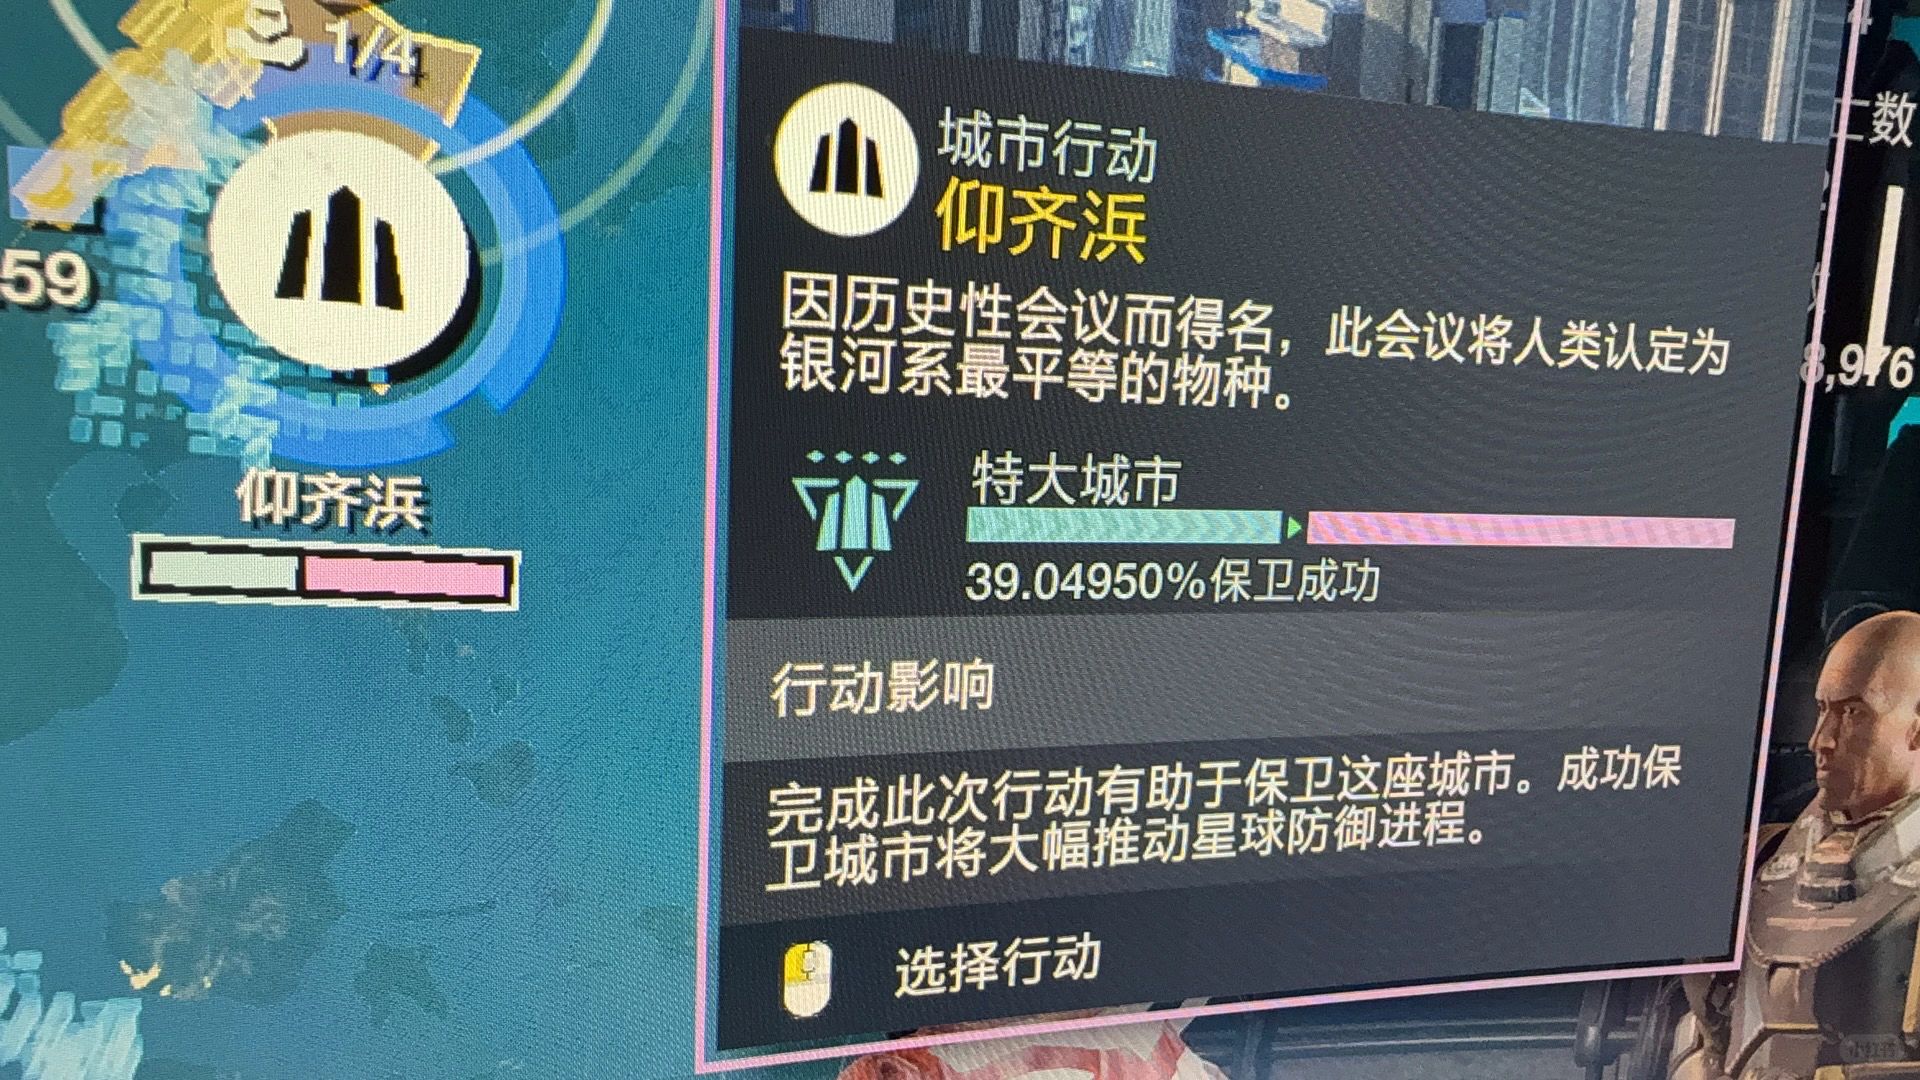 1/4
城市行动
仰齐浜
因历史性会议而得名，此会议将人类认定为
银河系最平等的物种。
特大城市
39.04950%保卫成功
行动影响
完成此次行动有助于保卫这座城市。成功保
卫城市将大幅推动星球防御进程。
选择行动
59
仰齐浜
亡数
8,976